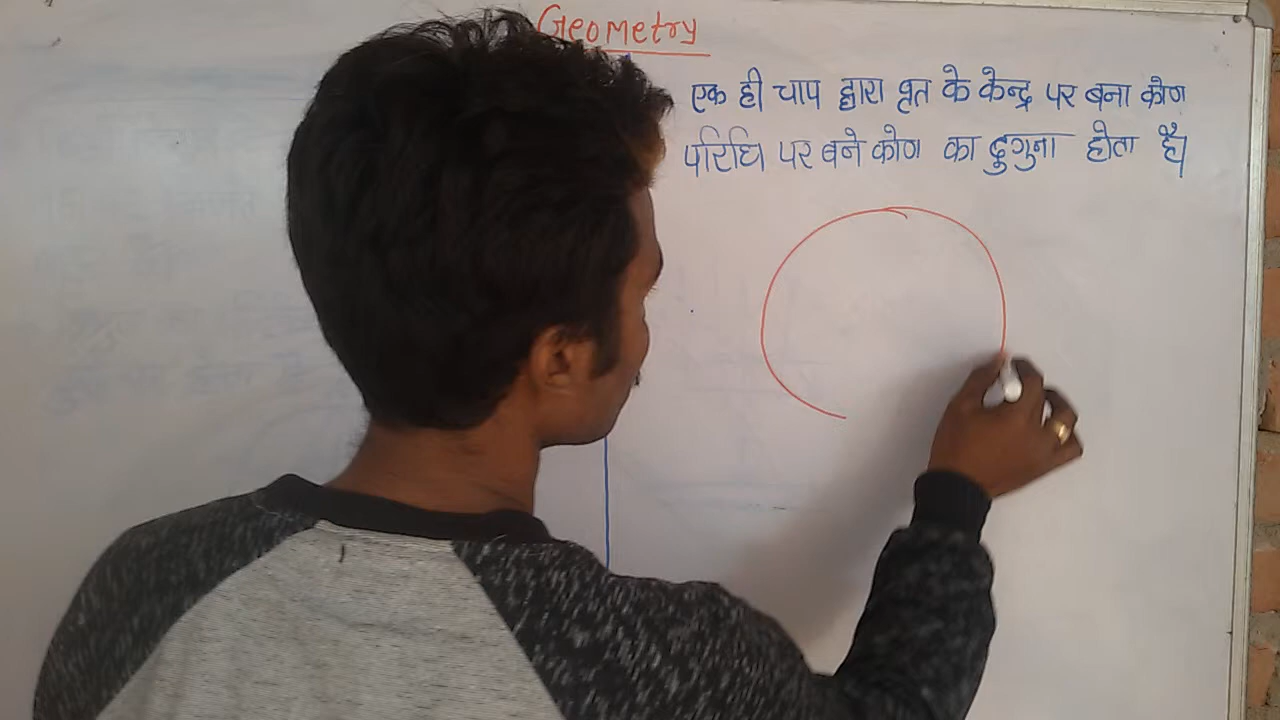 Geometry
एक ही चाप द्वारा वृत के केन्द्र पर बना कोण
परिधि पर बने कोण का दुगुना होता है।